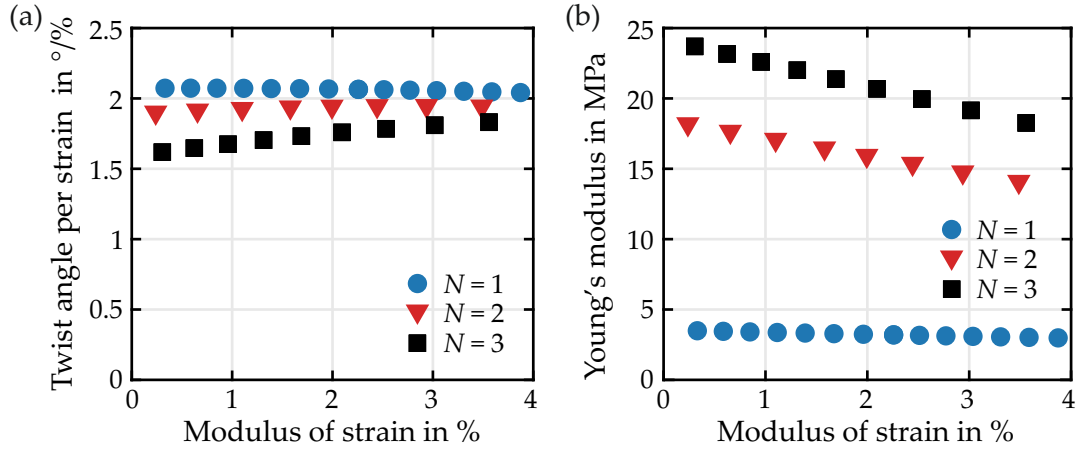 (a)
Twist angle per strain in °/%
2.5
2
1.5
1
0.5
0
0 1 2 3 4
Modulus of strain in %
N = 1
N = 2
N = 3
(b)
Young's modulus in MPa
25
20
15
10
5
0
0 1 2 3 4
Modulus of strain in %
N = 1
N = 2
N = 3